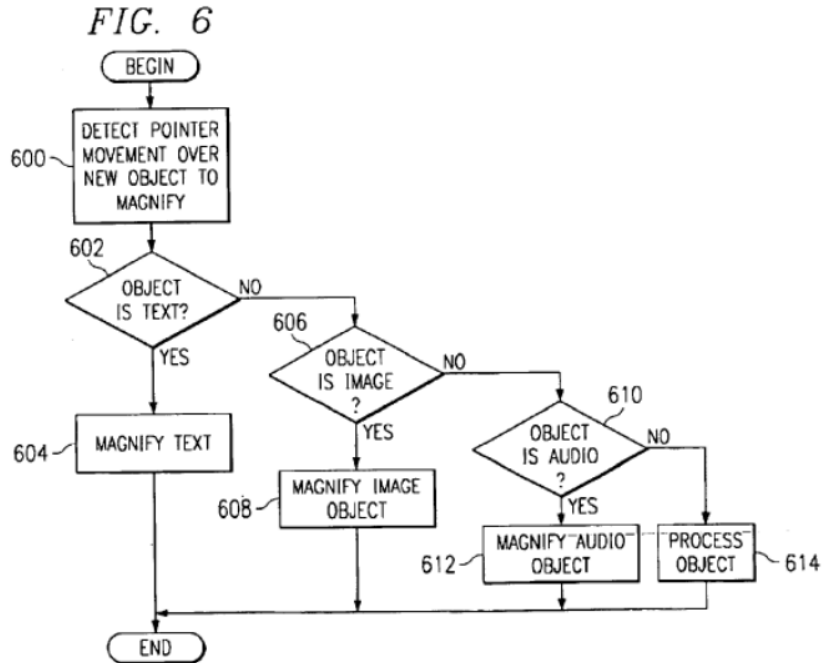 FIG. 6
BEGIN
600
DETECT POINTER
MOVEMENT OVER
NEW OBJECT TO
MAGNIFY
602
OBJECT
IS TEXT?
NO
YES
604
MAGNIFY TEXT
606
OBJECT
IS IMAGE
?
NO
YES
608
MAGNIFY IMAGE
OBJECT
610
OBJECT
IS AUDIO
?
NO
YES
612
MAGNIFY AUDIO
OBJECT
PROCESS
OBJECT
614
END